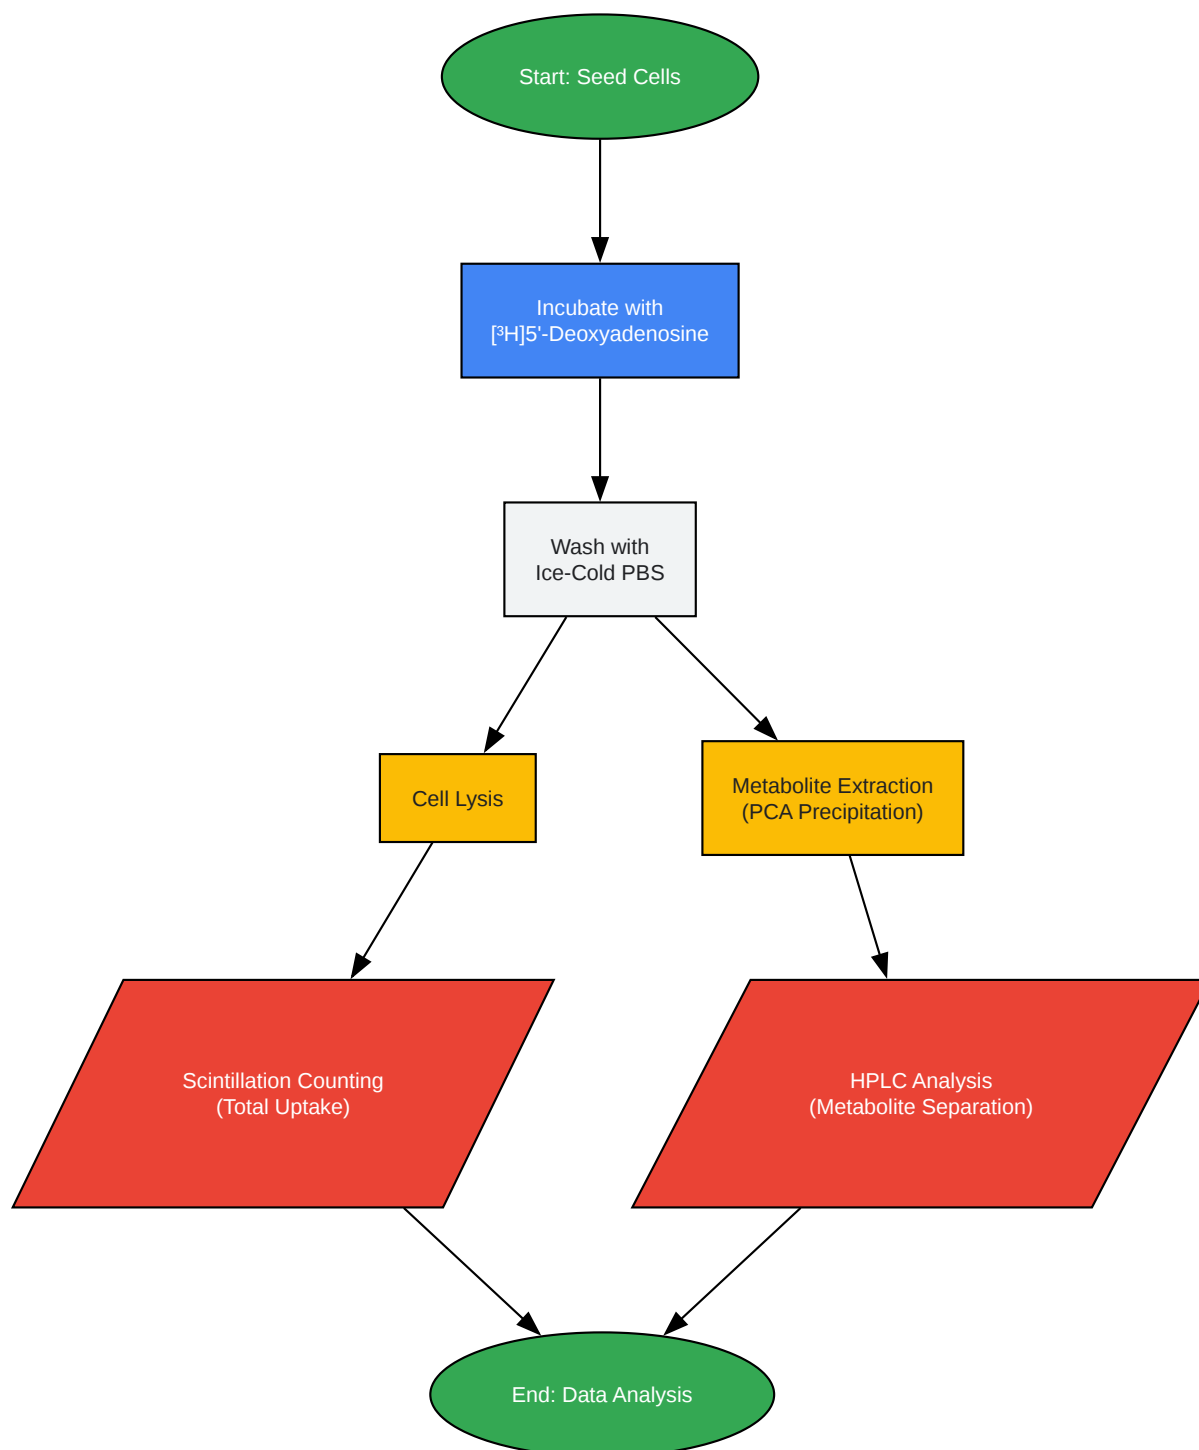 Start: Seed Cells
Incubate with
[³H]5'-Deoxyadenosine
Wash with
Ice-Cold PBS
Cell Lysis
Metabolite Extraction
(PCA Precipitation)
Scintillation Counting
(Total Uptake)
HPLC Analysis
(Metabolite Separation)
End: Data Analysis